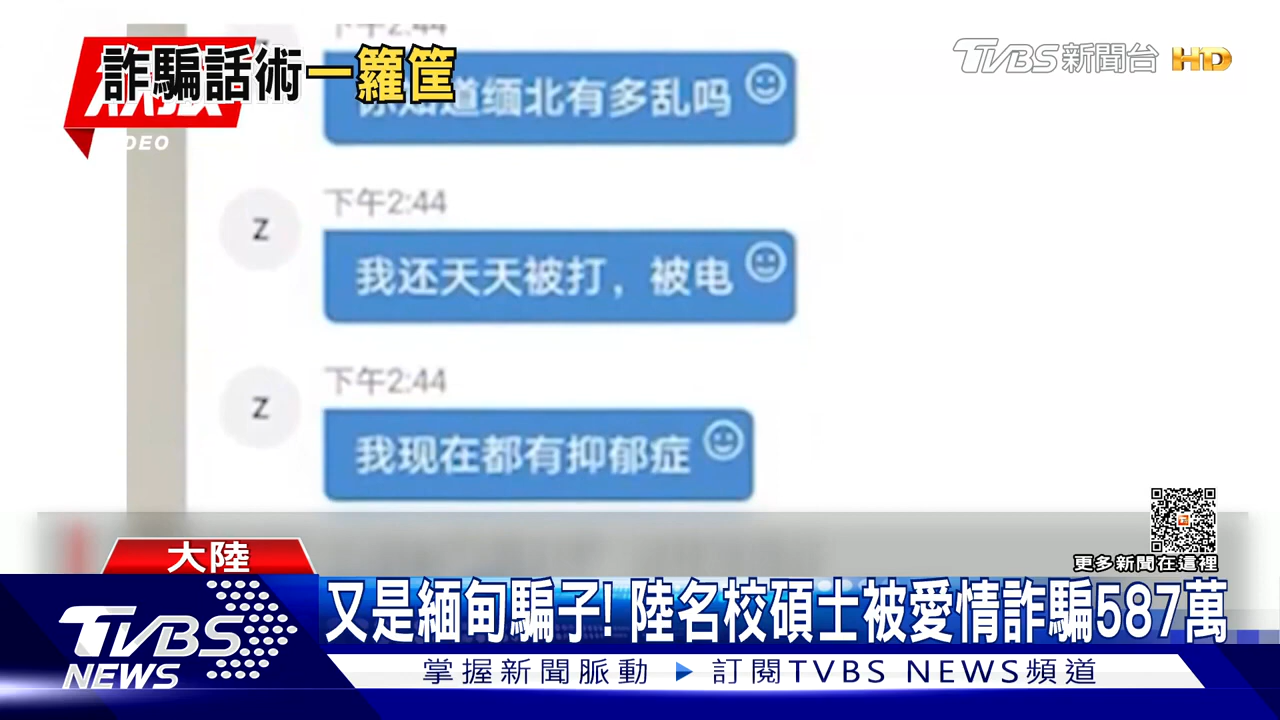 下午2:44
詐騙話術一籮筐
TVBS新聞台 HD
道缅北有多乱吗
下午2:44
Z
我还天天被打，被电
下午2:44
Z
我现在都有抑郁症
更多新聞在這裡
大陸
又是緬甸騙子!陸名校碩士被愛情詐騙587萬
TVBS NEWS
掌握新聞脈動 ▶ 訂閱TVBS NEWS頻道